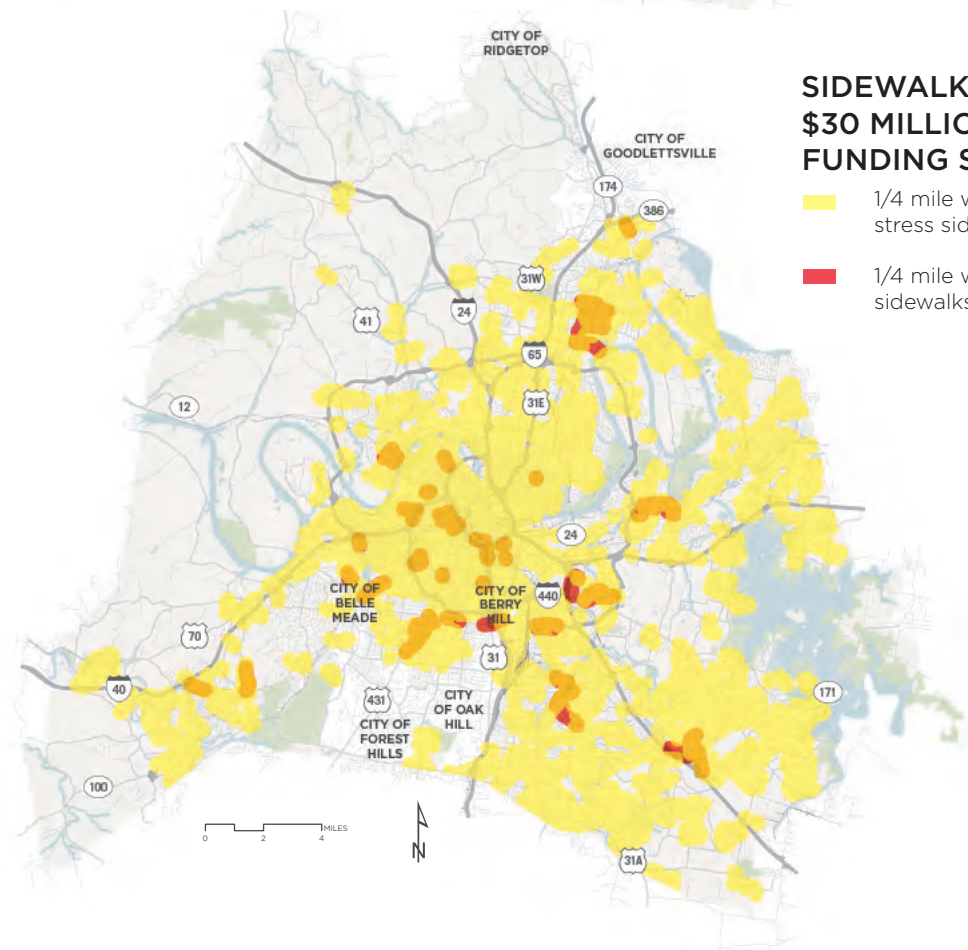 CITY OF
RIDGETOP
SIDEWALK
$30 MILLIO
FUNDING S
CITY OF
GOODLETTSVILLE
174
386
1/4 mile w
stress sid
1/4 mile w
sidewalks
31W
41
24
65
31E
12
24
CITY OF
BELLE
MEADE
CITY OF
BERRY
HILL
440
70
31
40
431
CITY OF
FOREST
HILLS
CITY
OF OAK
HILL
171
100
MILES
0
2
4
N
31A